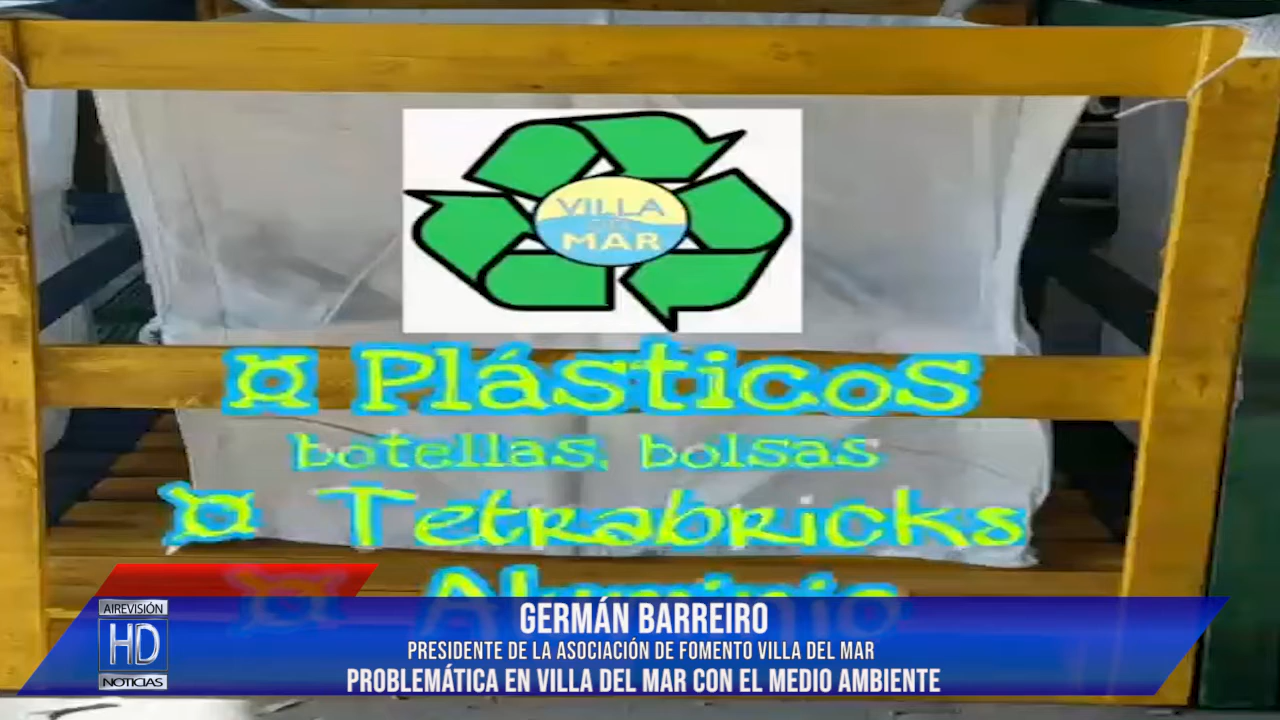 VILLA
MAR
¤ Plásticos
botellas, bolsas
¤ Tetrabricks
¤ Aluminio
AIREVISIÓN
HD
NOTICIAS
GERMÁN BARREIRO
PRESIDENTE DE LA ASOCIACIÓN DE FOMENTO VILLA DEL MAR
PROBLEMÁTICA EN VILLA DEL MAR CON EL MEDIO AMBIENTE